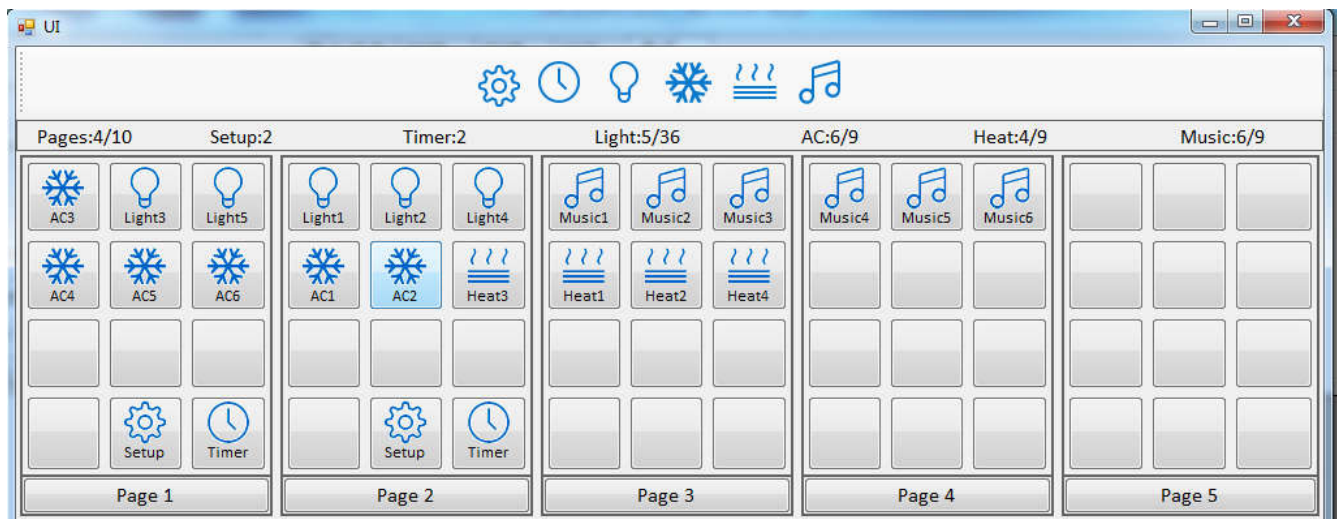 UI
Pages:4/10 Setup:2 Timer:2 Light:5/36 AC:6/9 Heat:4/9 Music:6/9
AC3 Light3 Light5 Light1 Light2 Light4 Music1 Music2 Music3 Music4 Music5 Music6
AC4 AC5 AC6 AC1 AC2 Heat3 Heat1 Heat2 Heat4
Setup Timer Setup Timer
Page 1 Page 2 Page 3 Page 4 Page 5